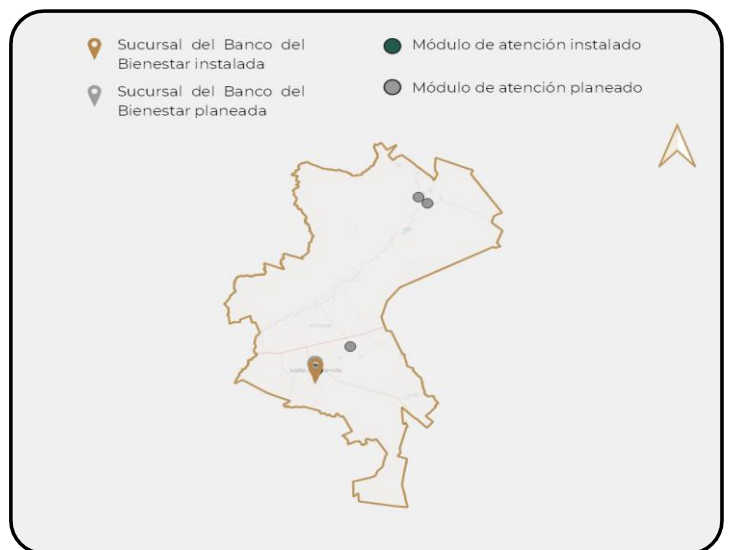 Sucursal del Banco del
Bienestar instalada
Sucursal del Banco del
Bienestar planeada
Módulo de atención instalado
Módulo de atención planeado
Valle